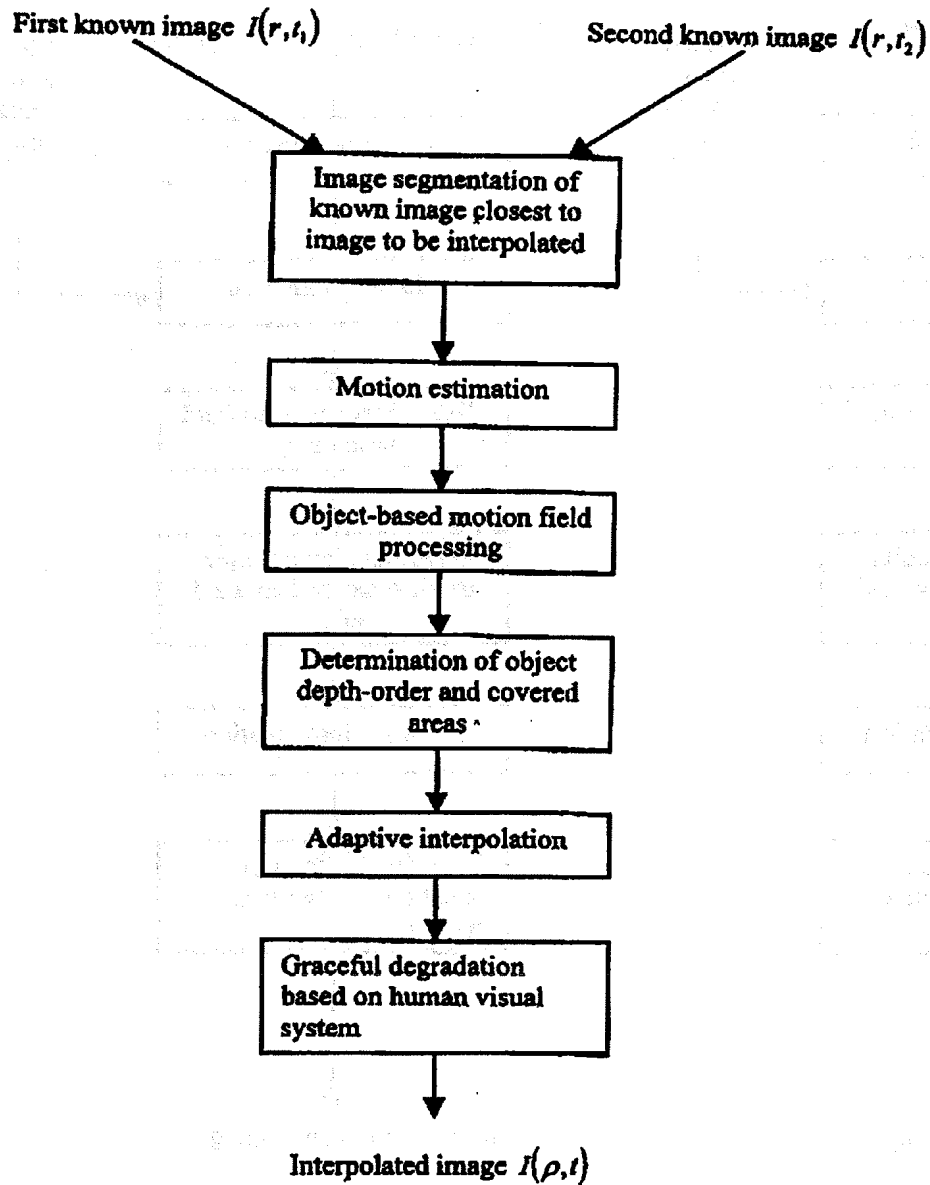 First known image I(r,t₁)
Second known image I(r,t₂)
Image segmentation of
known image closest to
image to be interpolated
Motion estimation
Object-based motion field
processing
Determination of object
depth-order and covered
areas
Adaptive interpolation
Graceful degradation
based on human visual
system
Interpolated image I(ρ,t)